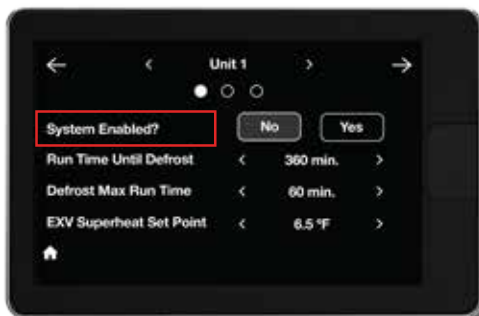 Unit 1
System Enabled? No Yes
Run Time Until Defrost 360 min.
Defrost Max Run Time 60 min.
EXV Superheat Set Point 6.5 °F